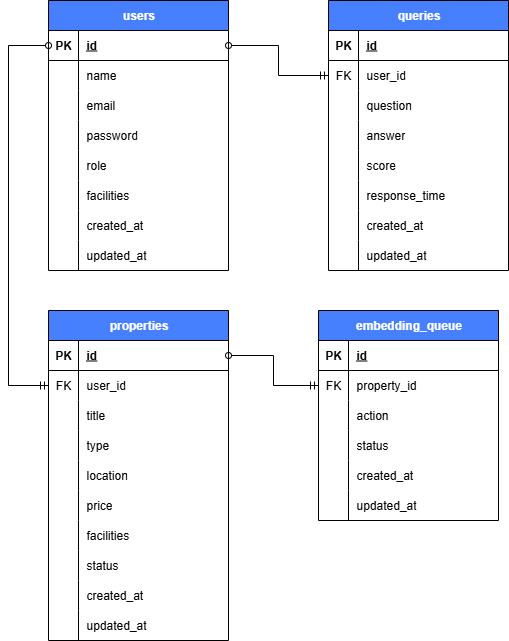 users
PK id
name
email
password
role
facilities
created_at
updated_at
queries
PK id
FK user_id
question
answer
score
response_time
created_at
updated_at
properties
PK id
FK user_id
title
type
location
price
facilities
status
created_at
updated_at
embedding_queue
PK id
FK property_id
action
status
created_at
updated_at